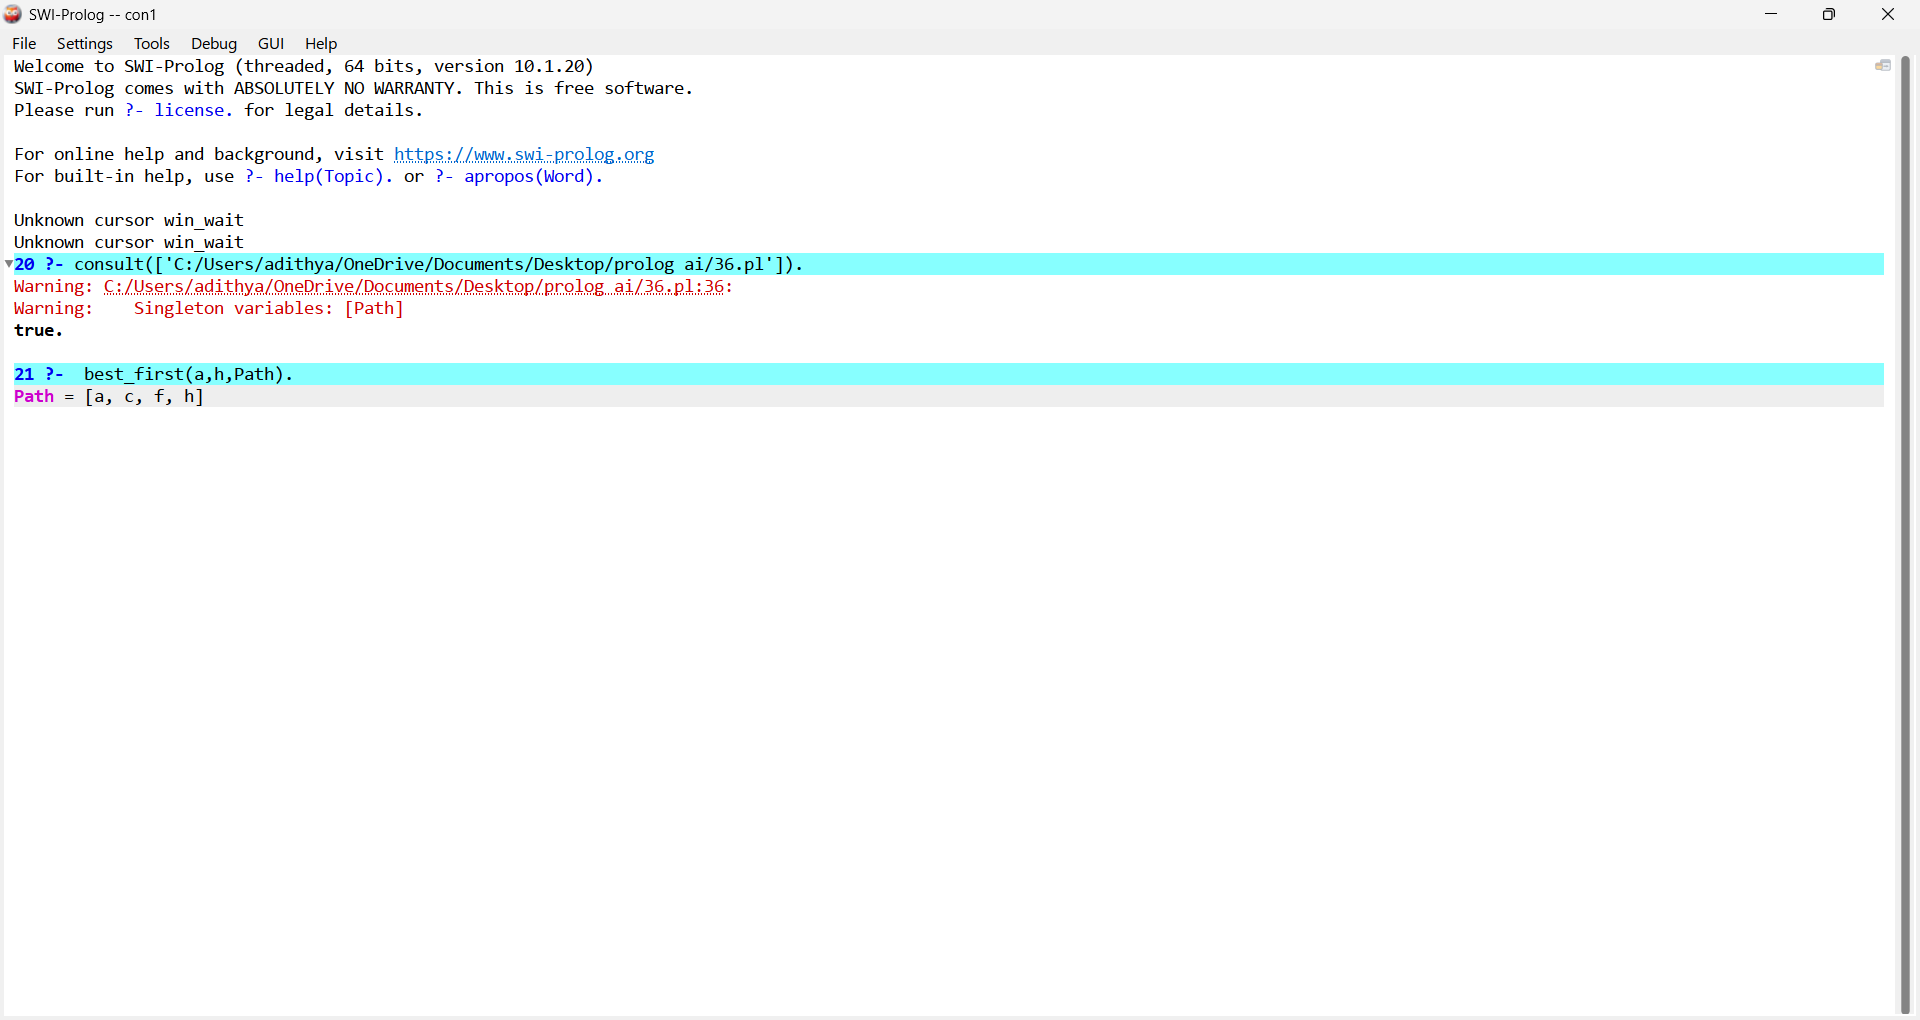 SWI-Prolog -- con1
File Settings Tools Debug GUI Help
Welcome to SWI-Prolog (threaded, 64 bits, version 10.1.20)
SWI-Prolog comes with ABSOLUTELY NO WARRANTY. This is free software.
Please run ?- license. for legal details.
For online help and background, visit https://www.swi-prolog.org
For built-in help, use ?- help(Topic). or ?- apropos(Word).
Unknown cursor win_wait
Unknown cursor win_wait
20 ?- consult(['C:/Users/adithya/OneDrive/Documents/Desktop/prolog ai/36.pl']).
Warning: C:/Users/adithya/OneDrive/Documents/Desktop/prolog ai/36.pl:36:
Warning:    Singleton variables: [Path]
true.
21 ?-  best_first(a,h,Path).
Path = [a, c, f, h]